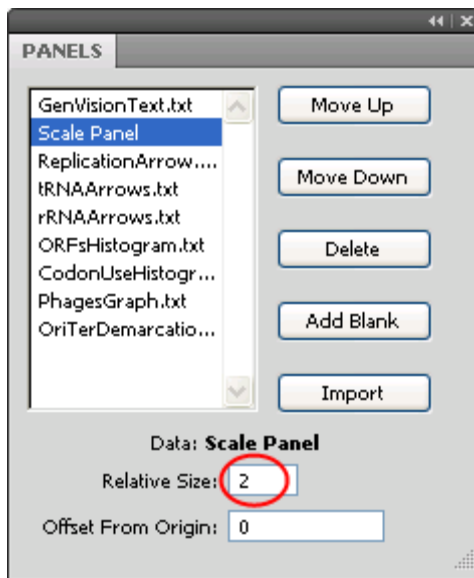 PANELS
GenVisionText.txt
Scale Panel
ReplicationArrow....
tRNAArrows.txt
rRNAArrows.txt
ORFsHistogram.txt
CodonUseHistogr...
PhagesGraph.txt
OriTerDemarcatio...
Move Up
Move Down
Delete
Add Blank
Import
Data: Scale Panel
Relative Size: 2
Offset From Origin: 0